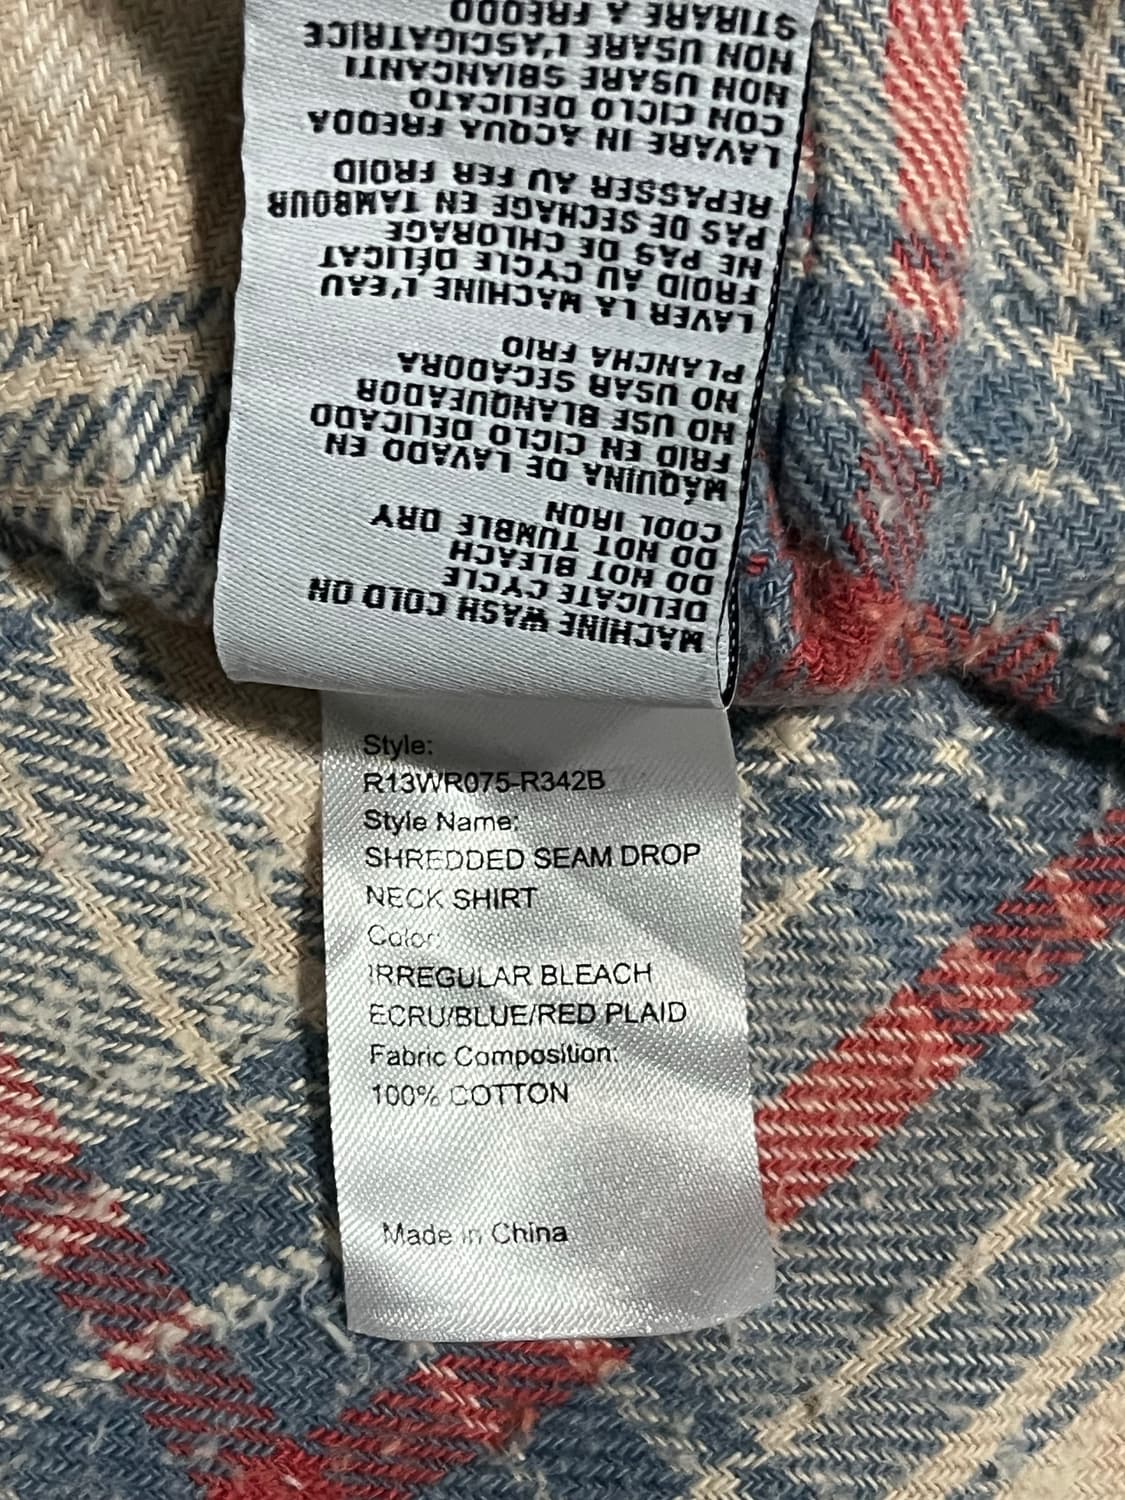 MACHINE WASH COLD ON
DELICATE CYCLE
DO NOT BLEACH
DO NOT TUMBLE DRY
COOL IRON
MÁQUINA DE LAVADO EN
FRIO EN CICLO DELICADO
NO USE BLANQUEADOR
NO USAR SECADORA
PLANCHA FRIO
LAVER LA MACHINE L'EAU
FROID AU CYCLE DÉLICAT
NE PAS DE CHLORAGE
PAS DE SECHAGE EN TAMBOUR
REPASSER AU FER FROID
LAVARE IN ACQUA FREDDA
CON CICLO DELICATO
NON USARE SBIANCANTI
NON USARE L'ASCIGATRICE
STIRARE A FREDDO
Style:
R13WR075-R342B
Style Name:
SHREDDED SEAM DROP
NECK SHIRT
Color:
IRREGULAR BLEACH
ECRU/BLUE/RED PLAID
Fabric Composition:
100% COTTON
Made in China